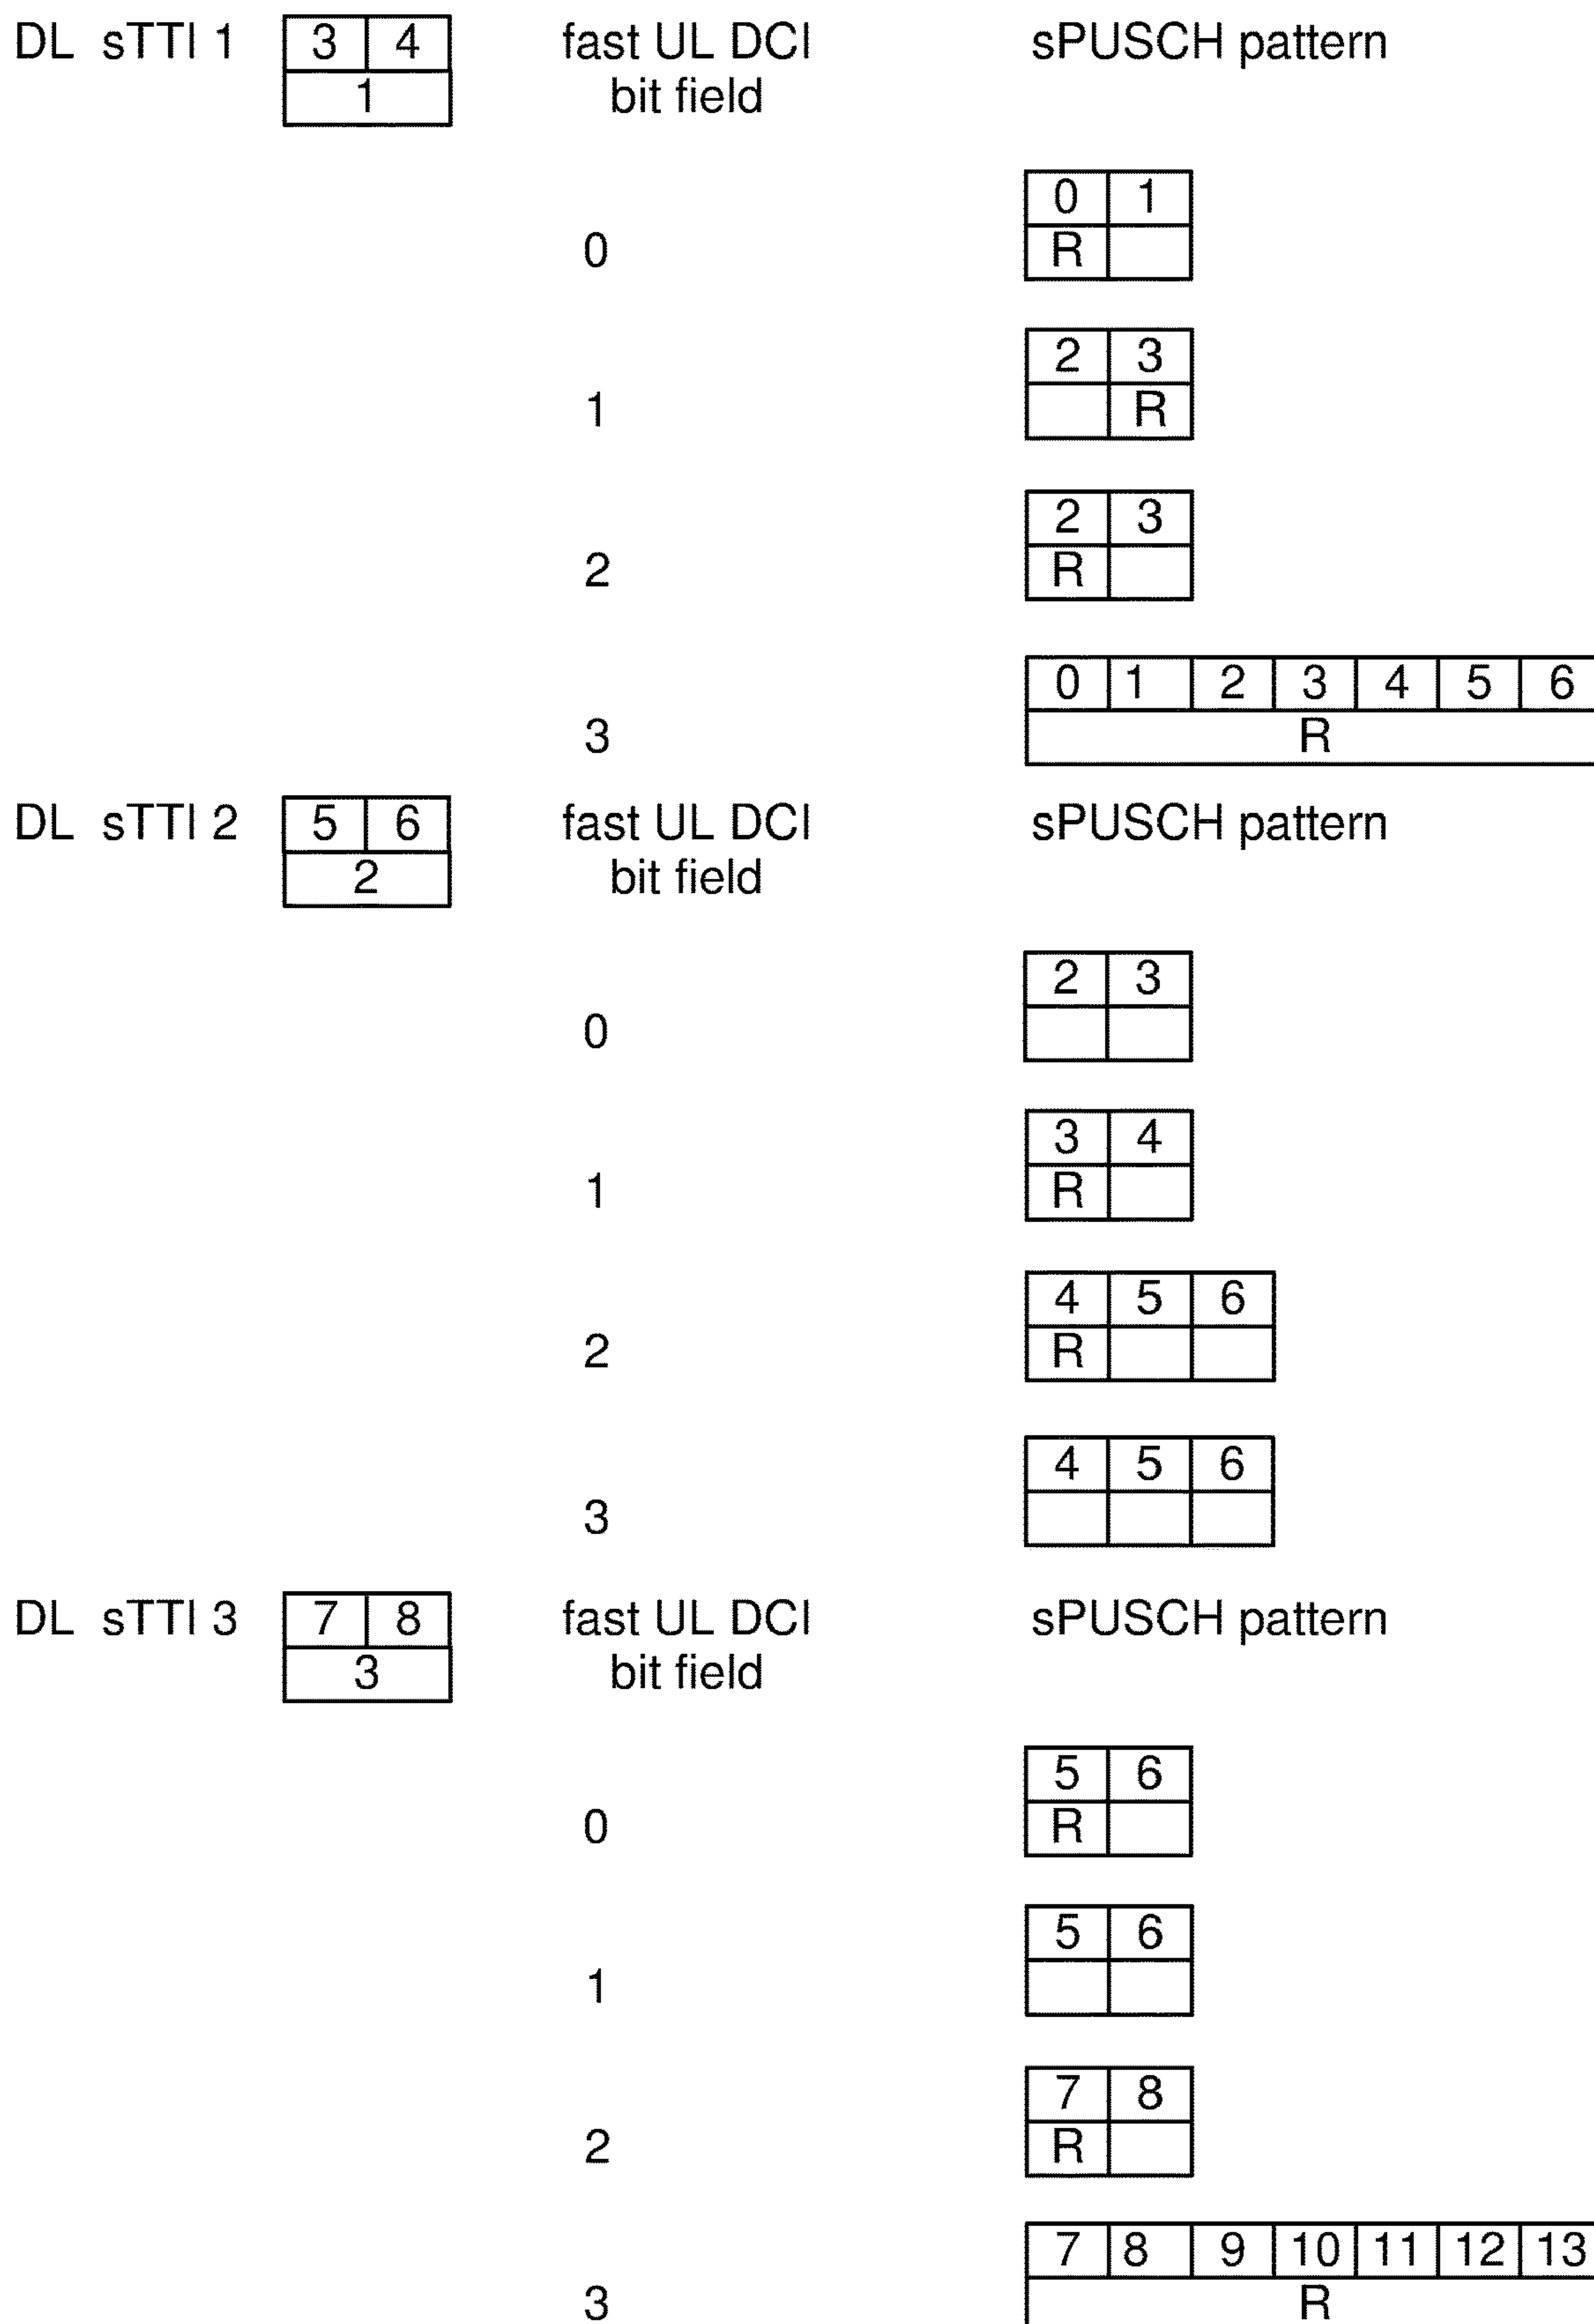 DL sTTI 1 3 4 fast UL DCI sPUSCH pattern
1 bit field
0 1
0 R
2 3
1 R
2 3
2 R
0 1 2 3 4 5 6
3 R
DL sTTI 2 5 6 fast UL DCI sPUSCH pattern
2 bit field
2 3
0
3 4
1 R
4 5 6
2 R
4 5 6
3
DL sTTI 3 7 8 fast UL DCI sPUSCH pattern
3 bit field
5 6
0 R
5 6
1
7 8
2 R
7 8 9 10 11 12 13
3 R